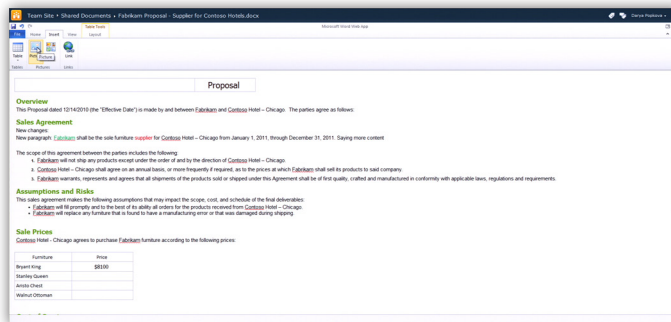 Team Site • Shared Documents • Fabrikam Proposal - Supplier for Contoso Hotels.docx
Microsoft Word Web App
Table Tools
File Home Insert View Layout
Table Picture Link
Tables Pictures Links
Proposal
Overview
This Proposal dated 12/14/2010 (the "Effective Date") is made by and between Fabrikam and Contoso Hotel – Chicago. The parties agree as follows:
Sales Agreement
New changes:
New paragraph: Fabrikam shall be the sole furniture supplier for Contoso Hotel – Chicago from January 1, 2011, through December 31, 2011. Saying more content
The scope of this agreement between the parties includes the following:
1. Fabrikam will not ship any products except under the order of and by the direction of Contoso Hotel – Chicago.
2. Contoso Hotel – Chicago shall agree on an annual basis, or more frequently if required, as to the prices at which Fabrikam shall sell its products to said company.
3. Fabrikam warrants, represents and agrees that all shipments of the products sold or shipped under this Agreement shall be of first quality, crafted and manufactured in conformity with applicable laws, regulations and requirements.
Assumptions and Risks
This sales agreement makes the following assumptions that may impact the scope, cost, and schedule of the final deliverables:
• Fabrikam will fill promptly and to the best of its ability all orders for the products received from Contoso Hotel – Chicago.
• Fabrikam will replace any furniture that is found to have a manufacturing error or that was damaged during shipping
Sale Prices
Contoso Hotel - Chicago agrees to purchase Fabrikam furniture according to the following prices:
Furniture Price
Bryant King $8100
Stanley Queen
Aristo Chest
Walnut Ottoman